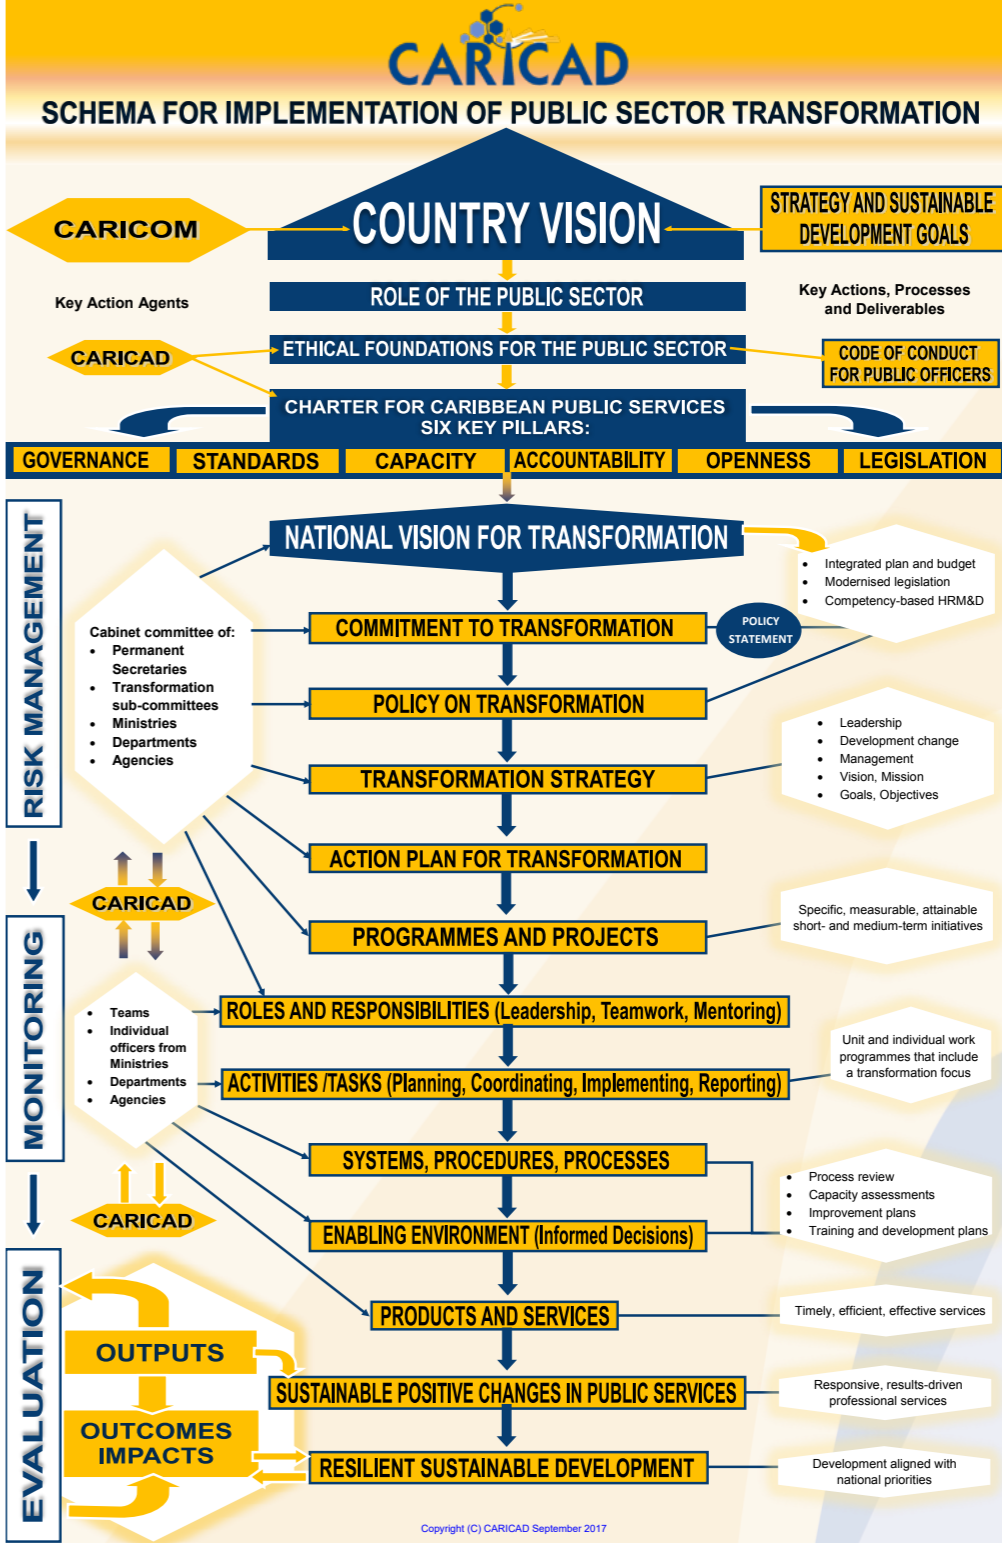 CARICAD
SCHEMA FOR IMPLEMENTATION OF PUBLIC SECTOR TRANSFORMATION
COUNTRY VISION
CARICOM
STRATEGY AND SUSTAINABLE
DEVELOPMENT GOALS
ROLE OF THE PUBLIC SECTOR
Key Action Agents
Key Actions, Processes
and Deliverables
ETHICAL FOUNDATIONS FOR THE PUBLIC SECTOR
CARICAD
CODE OF CONDUCT
FOR PUBLIC OFFICERS
CHARTER FOR CARIBBEAN PUBLIC SERVICES
SIX KEY PILLARS:
GOVERNANCE
STANDARDS
CAPACITY
ACCOUNTABILITY
OPENNESS
LEGISLATION
RISK MANAGEMENT
NATIONAL VISION FOR TRANSFORMATION
• Integrated plan and budget
• Modernised legislation
• Competency-based HRM&D
Cabinet committee of:
• Permanent
Secretaries
• Transformation
sub-committees
• Ministries
• Departments
• Agencies
COMMITMENT TO TRANSFORMATION
POLICY
STATEMENT
POLICY ON TRANSFORMATION
• Leadership
• Development change
• Management
• Vision, Mission
• Goals, Objectives
TRANSFORMATION STRATEGY
ACTION PLAN FOR TRANSFORMATION
CARICAD
PROGRAMMES AND PROJECTS
Specific, measurable, attainable
short- and medium-term initiatives
MONITORING
• Teams
• Individual
officers from
Ministries
• Departments
• Agencies
ROLES AND RESPONSIBILITIES (Leadership, Teamwork, Mentoring)
ACTIVITIES /TASKS (Planning, Coordinating, Implementing, Reporting)
Unit and individual work
programmes that include
a transformation focus
SYSTEMS, PROCEDURES, PROCESSES
• Process review
• Capacity assessments
• Improvement plans
• Training and development plans
CARICAD
ENABLING ENVIRONMENT (Informed Decisions)
EVALUATION
PRODUCTS AND SERVICES
Timely, efficient, effective services
OUTPUTS
SUSTAINABLE POSITIVE CHANGES IN PUBLIC SERVICES
Responsive, results-driven
professional services
OUTCOMES
IMPACTS
RESILIENT SUSTAINABLE DEVELOPMENT
Development aligned with
national priorities
Copyright (C) CARICAD September 2017